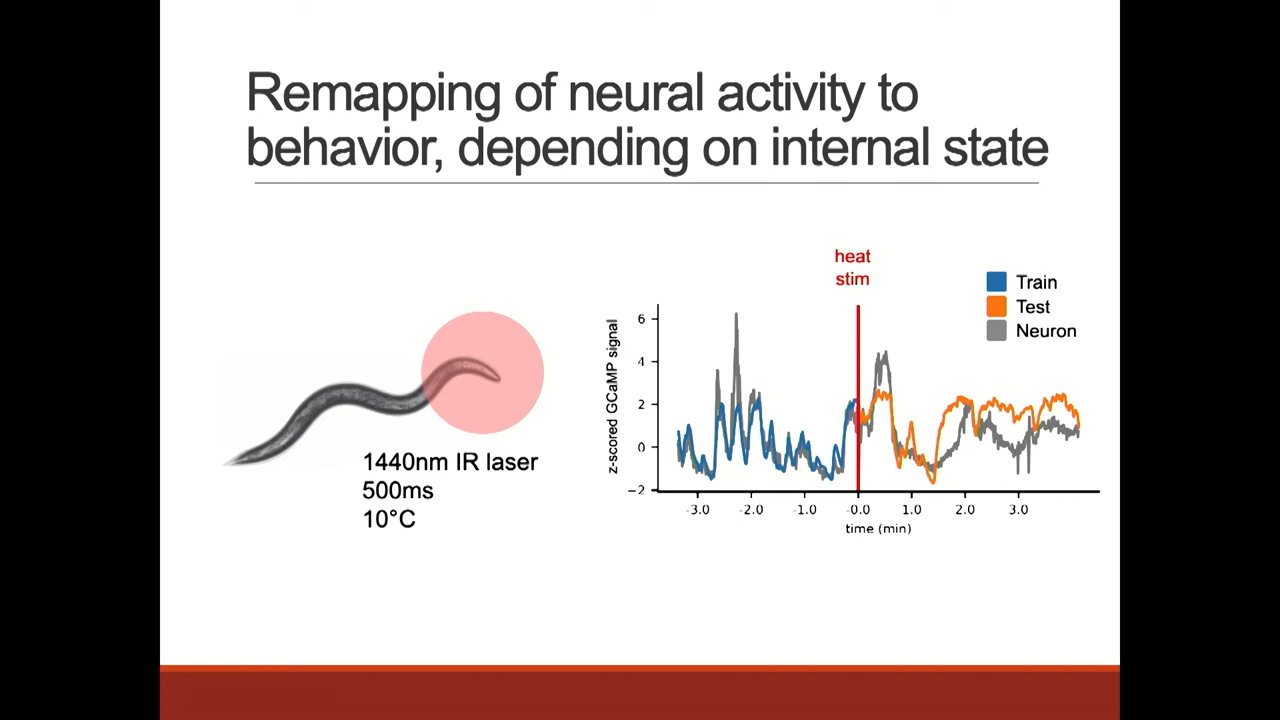 Remapping of neural activity to
behavior, depending on internal state
heat
stim
Train
Test
Neuron
1440nm IR laser
500ms
10°C
z-scored GCaMP signal
6
4
2
0
−2
-3.0 -2.0 -1.0 -0.0 1.0 2.0 3.0
time (min)